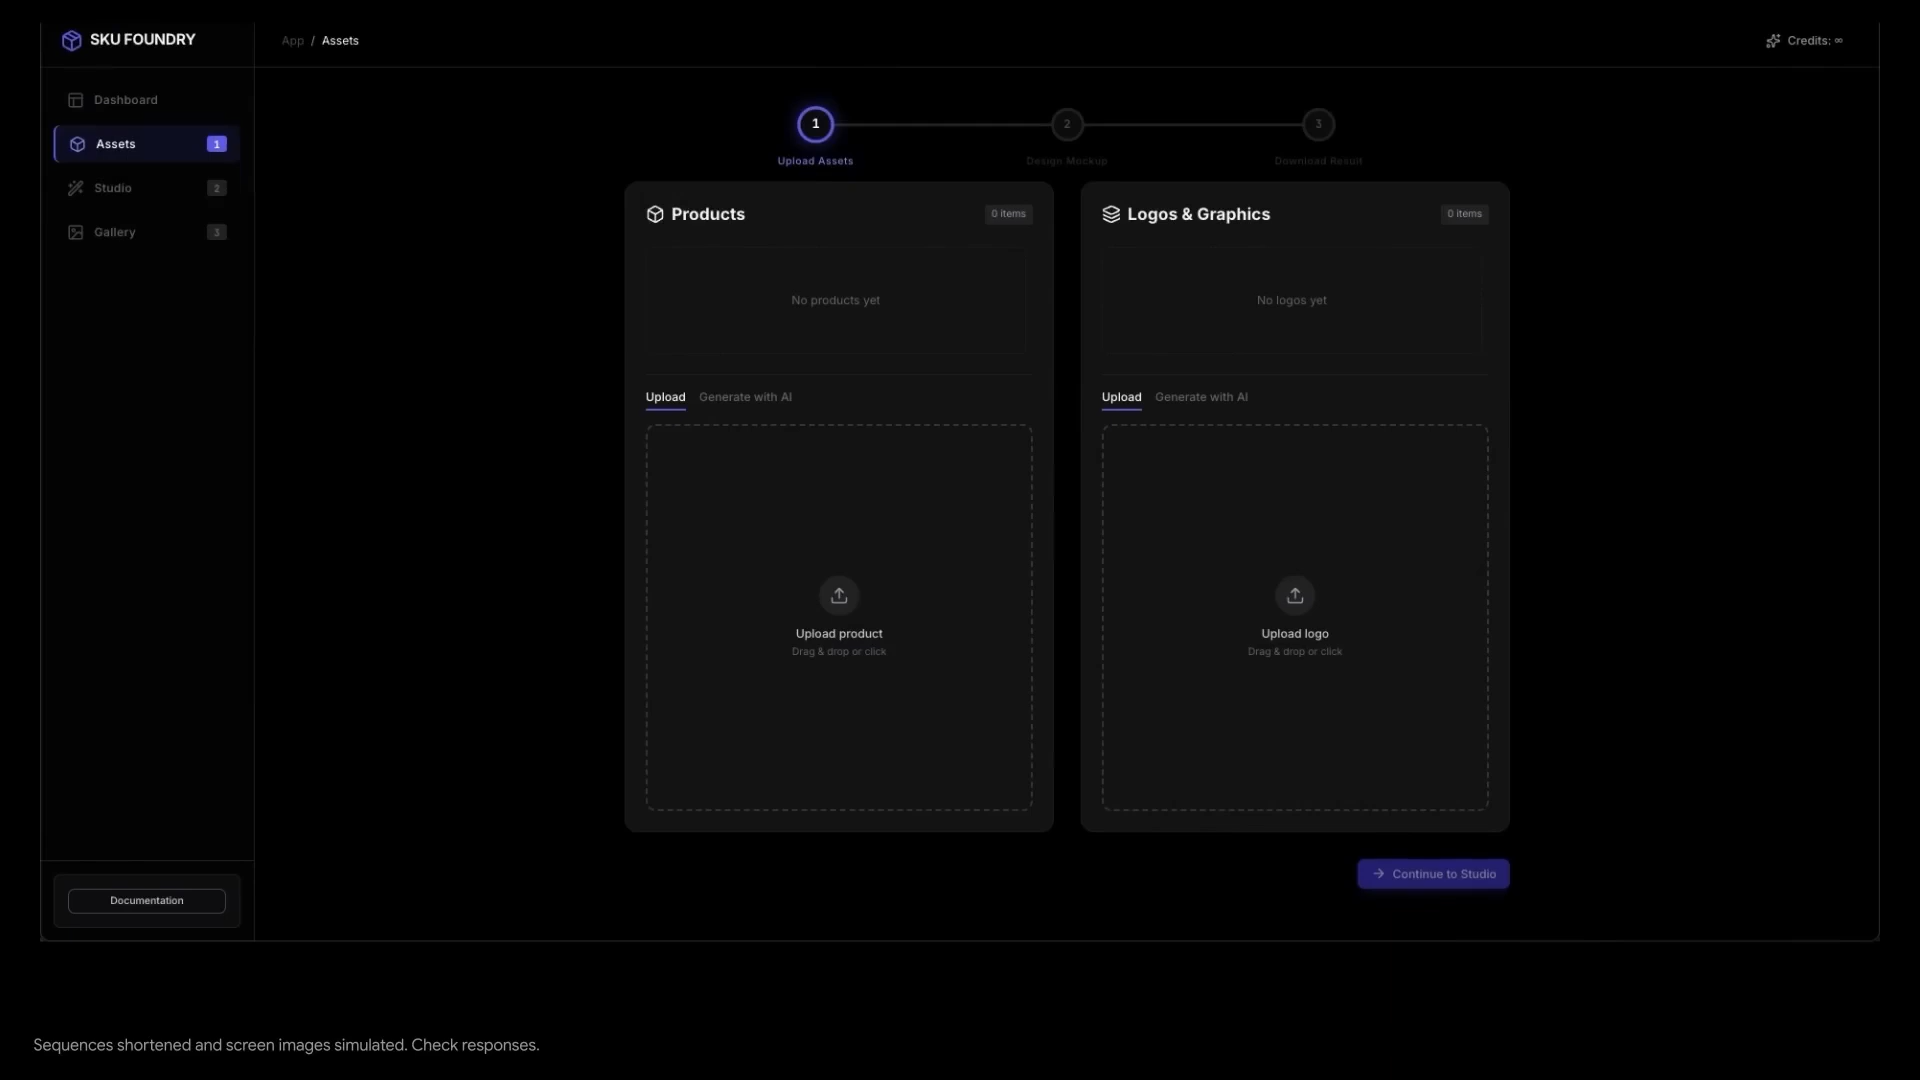 SKU FOUNDRY
App / Assets
Credits: ∞
Dashboard
Assets 1
Studio 2
Gallery 3
1
2
3
Upload Assets
Design Mockup
Download Result
Products
0 items
No products yet
Upload
Generate with AI
Upload product
Drag & drop or click
Logos & Graphics
0 items
No logos yet
Upload
Generate with AI
Upload logo
Drag & drop or click
Continue to Studio
Documentation
Sequences shortened and screen images simulated. Check responses.